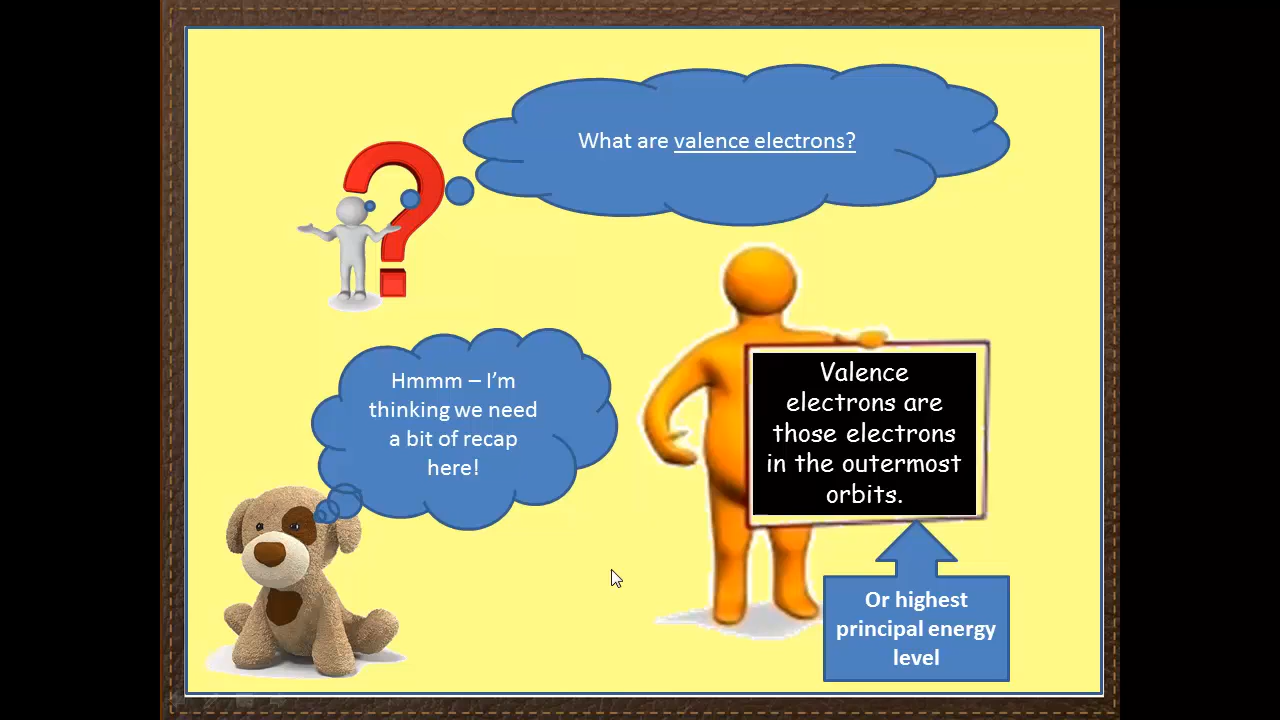 What are valence electrons?
Hmmm – I'm
thinking we need
a bit of recap
here!
Valence
electrons are
those electrons
in the outermost
orbits.
Or highest
principal energy
level